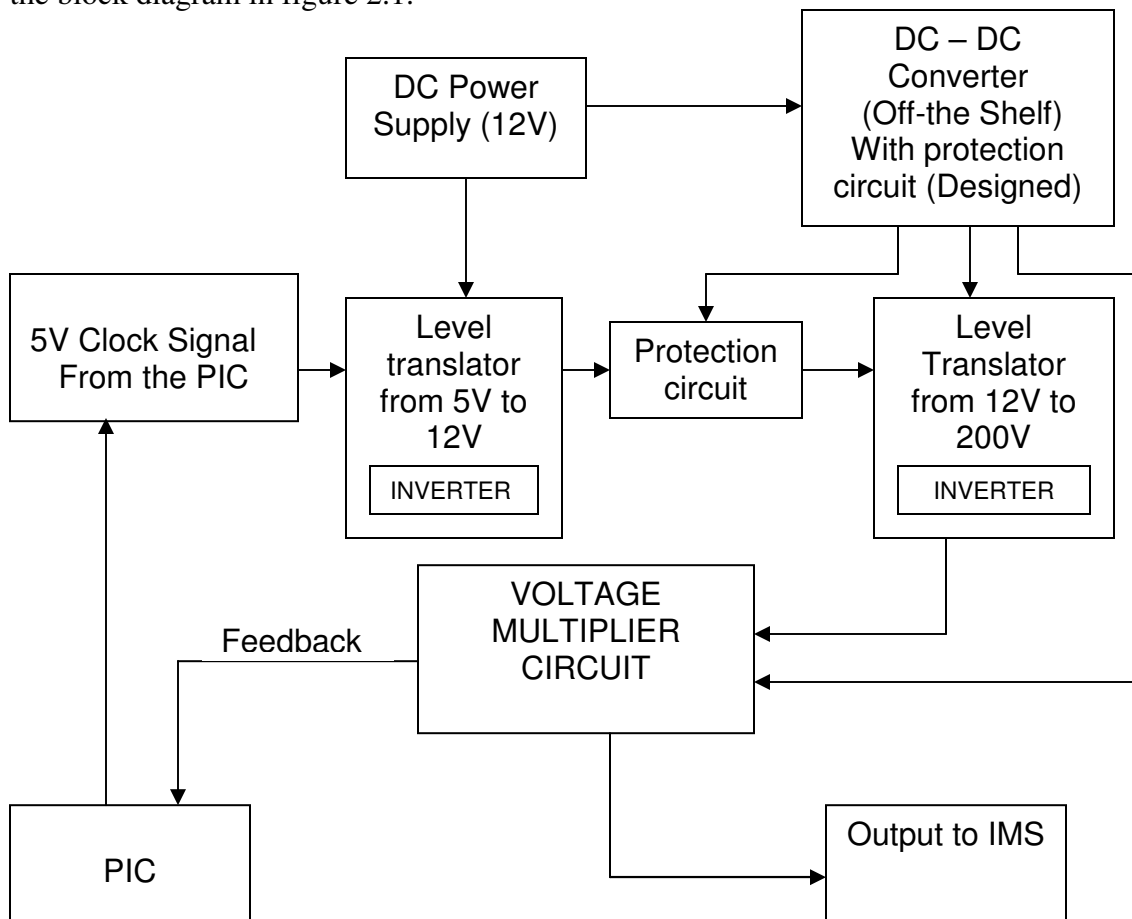 the block diagram in figure 2.1.
DC Power
Supply (12V)
DC – DC
Converter
(Off-the Shelf)
With protection
circuit (Designed)
5V Clock Signal
From the PIC
Level
translator
from 5V to
12V
INVERTER
Protection
circuit
Level
Translator
from 12V to
200V
INVERTER
VOLTAGE
MULTIPLIER
CIRCUIT
Feedback
PIC
Output to IMS